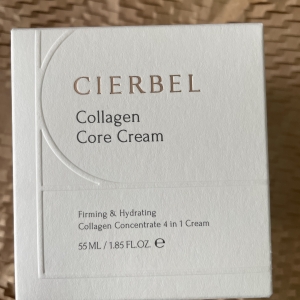 CIERBEL
Collagen
Core Cream
Firming & Hydrating
Collagen Concentrate 4 in 1 Cream
55 ML / 1.85 FL.OZ. ℮